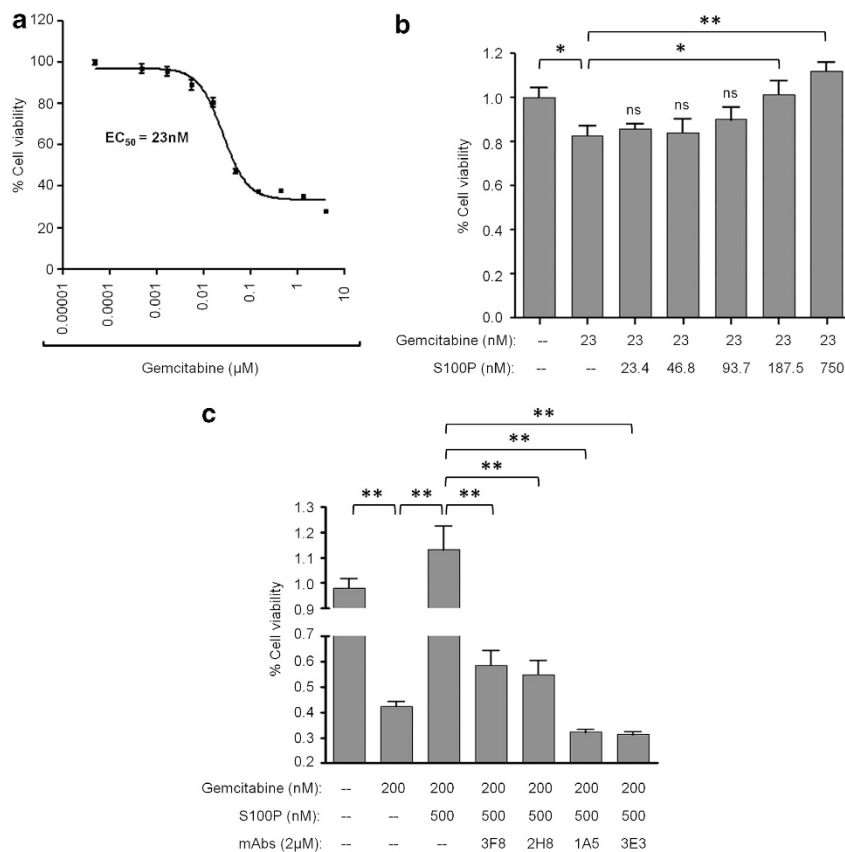 a
% Cell viability
120
100
80
60
40
20
0
EC50 = 23nM
0.00001
0.0001
0.001
0.01
0.1
1
10
Gemcitabine (µM)
b
% Cell viability
1.2
1.0
0.8
0.6
0.4
0.2
0.0
* * **
ns ns ns
Gemcitabine (nM): -- 23 23 23 23 23 23
S100P (nM): -- -- 23.4 46.8 93.7 187.5 750
c
**
**
**
** ** **
% Cell viability
1.3
1.2
1.1
1.0
0.9
0.7
0.6
0.5
0.4
0.3
0.2
Gemcitabine (nM): -- 200 200 200 200 200 200
S100P (nM): -- -- 500 500 500 500 500
mAbs (2µM): -- -- -- 3F8 2H8 1A5 3E3